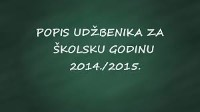 POPIS UDŽBENIKA ZA
ŠKOLSKU GODINU
2014./2015.